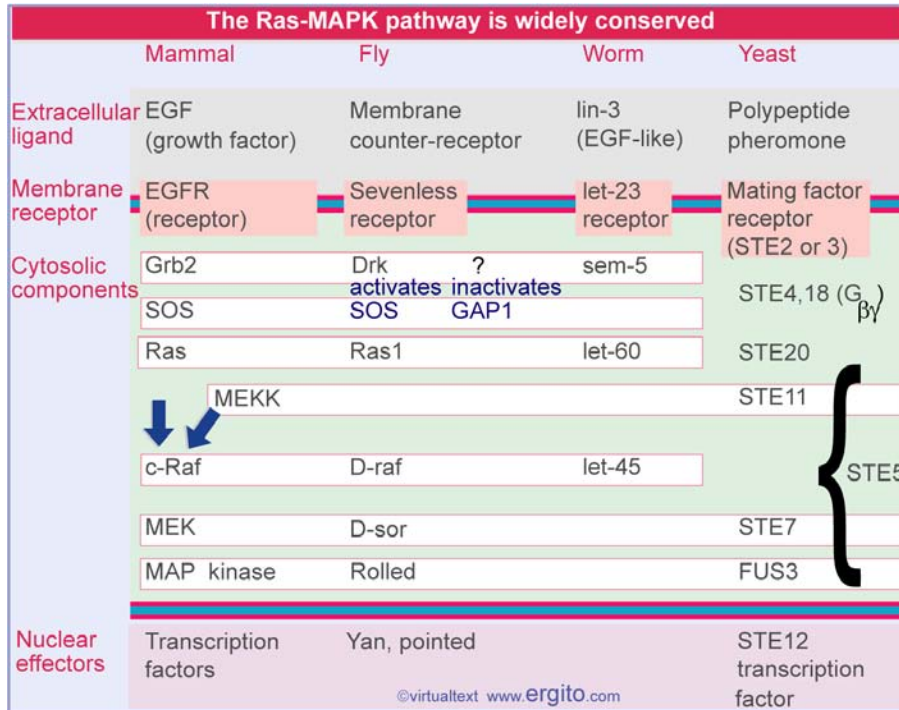 The Ras-MAPK pathway is widely conserved
Mammal Fly Worm Yeast
Extracellular ligand
EGF (growth factor)
Membrane counter-receptor
lin-3 (EGF-like)
Polypeptide pheromone
Membrane receptor
EGFR (receptor)
Sevenless receptor
let-23 receptor
Mating factor receptor (STE2 or 3)
Cytosolic components
Grb2 Drk ? sem-5
activates inactivates
SOS SOS GAP1
STE4,18 (Gβγ)
Ras Ras1 let-60 STE20
MEKK STE11
c-Raf D-raf let-45
STE5
MEK D-sor STE7
MAP kinase Rolled FUS3
Nuclear effectors
Transcription factors
Yan, pointed
STE12 transcription factor
©virtualtext www.ergito.com